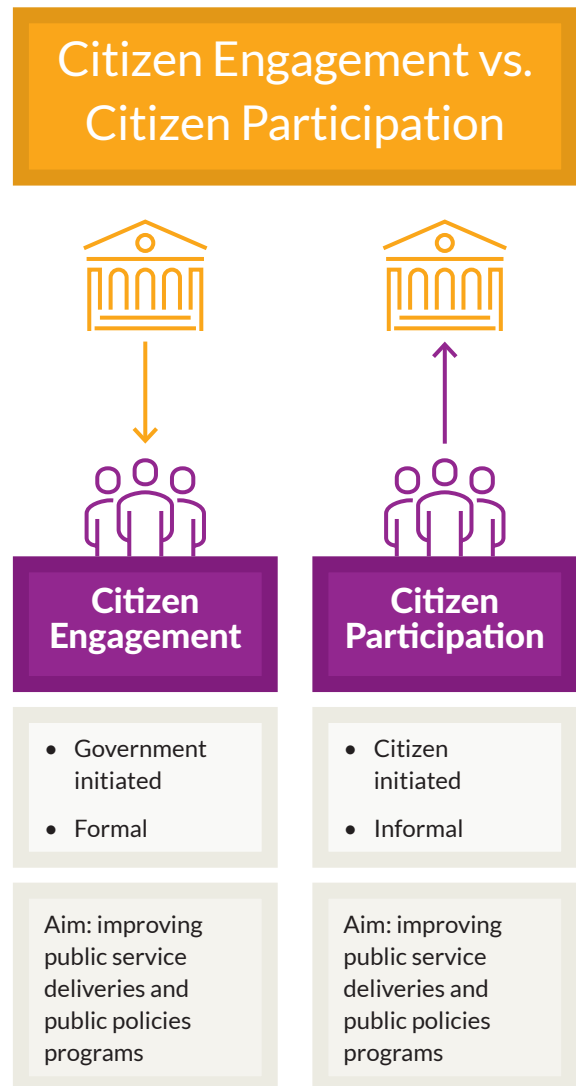 Citizen Engagement vs.
Citizen Participation
Citizen
Engagement
• Government
initiated
• Formal
Aim: improving
public service
deliveries and
public policies
programs
Citizen
Participation
• Citizen
initiated
• Informal
Aim: improving
public service
deliveries and
public policies
programs